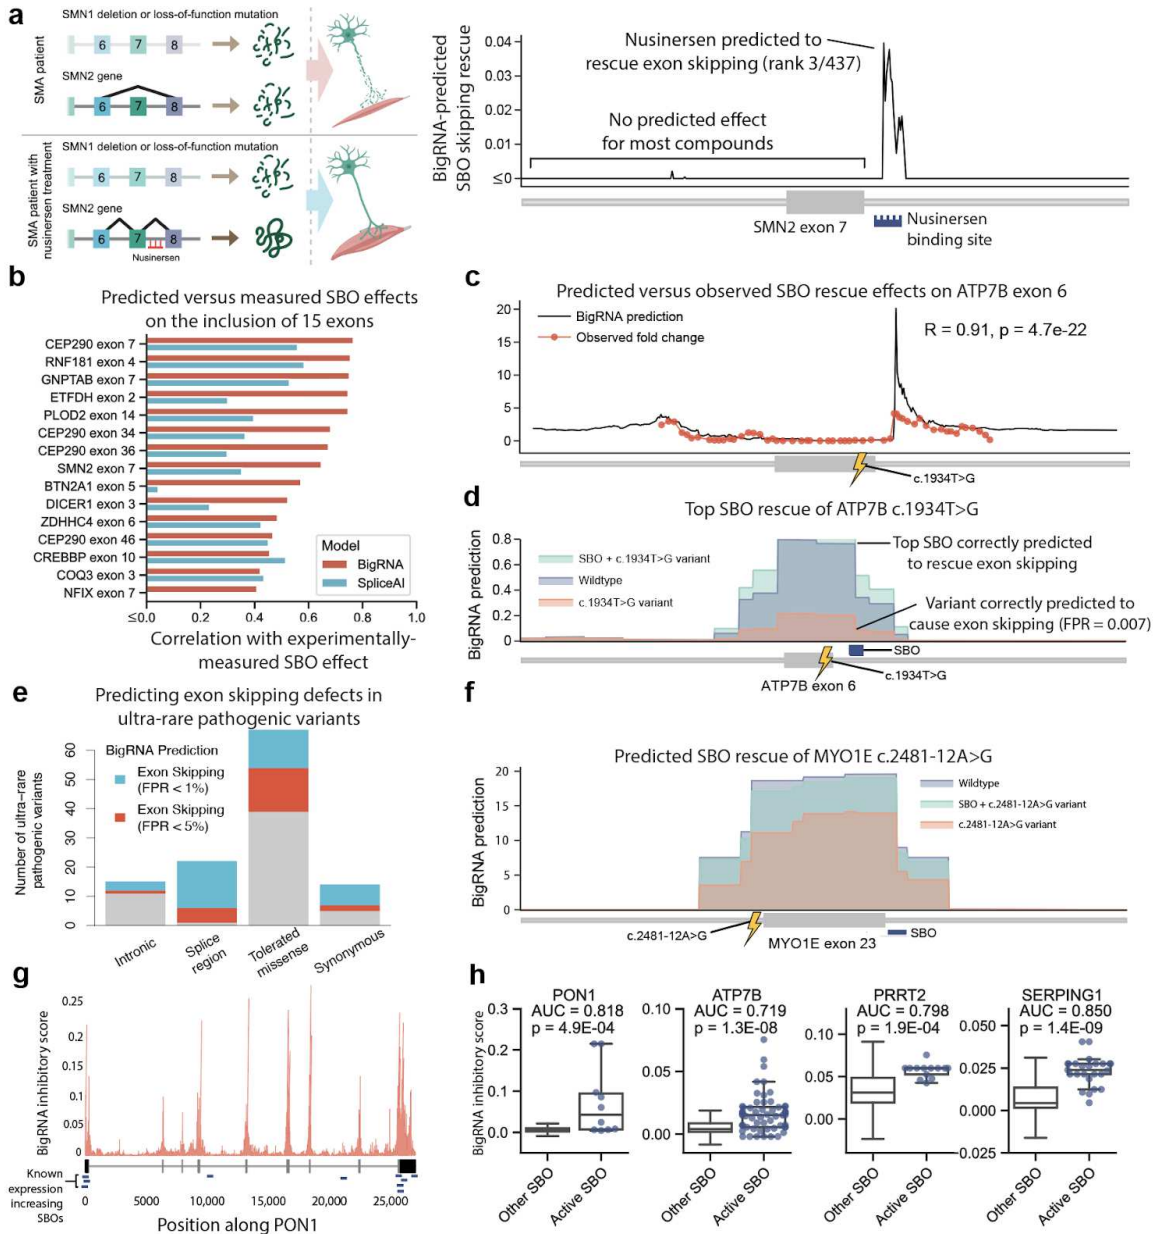 a
SMN1 deletion or loss-of-function mutation
SMA patient
6 7 8
SMN2 gene
6 7 8
SMA patient with
nusinersen treatment
SMN1 deletion or loss-of-function mutation
6 7 8
SMN2 gene
6 7 8
Nusinersen
BigRNA-predicted
SBO skipping rescue
0.04
0.03
0.02
0.01
≤0
Nusinersen predicted to
rescue exon skipping (rank 3/437)
No predicted effect
for most compounds
SMN2 exon 7
Nusinersen
binding site
b
Predicted versus measured SBO effects
on the inclusion of 15 exons
CEP290 exon 7
RNF181 exon 4
GNPTAB exon 7
ETFDH exon 2
PLOD2 exon 14
CEP290 exon 34
CEP290 exon 36
SMN2 exon 7
BTN2A1 exon 5
DICER1 exon 3
ZDHHC4 exon 6
CEP290 exon 46
CREBBP exon 10
COQ3 exon 3
NFIX exon 7
Model
BigRNA
SpliceAI
≤0.0 0.2 0.4 0.6 0.8 1.0
Correlation with experimentally-
measured SBO effect
c
Predicted versus observed SBO rescue effects on ATP7B exon 6
20
15
10
5
0
BigRNA prediction
Observed fold change
R = 0.91, p = 4.7e-22
c.1934T>G
d
Top SBO rescue of ATP7B c.1934T>G
BigRNA prediction
0.8
0.6
0.4
0.2
0
SBO + c.1934T>G variant
Wildtype
c.1934T>G variant
Top SBO correctly predicted
to rescue exon skipping
Variant correctly predicted to
cause exon skipping (FPR = 0.007)
SBO
c.1934T>G
ATP7B exon 6
e
Predicting exon skipping defects in
ultra-rare pathogenic variants
Number of ultra-rare
pathogenic variants
60
50
40
30
20
10
0
BigRNA Prediction
Exon Skipping
(FPR < 1%)
Exon Skipping
(FPR < 5%)
Intronic
Splice
region
Tolerated
missense
Synonymous
f
Predicted SBO rescue of MYO1E c.2481-12A>G
BigRNA prediction
20
15
10
5
0
Wildtype
SBO + c.2481-12A>G variant
c.2481-12A>G variant
c.2481-12A>G
MYO1E exon 23
SBO
g
BigRNA inhibitory score
0.25
0.2
0.15
0.1
0.05
0
Known
expression
increasing
SBOs
0 5000 10,000 15,000 20,000 25,000
Position along PON1
h
BigRNA inhibitory score
PON1
AUC = 0.818
p = 4.9E-04
0.3
0.2
0.1
0.0
Other SBO
Active SBO
ATP7B
AUC = 0.719
p = 1.3E-08
0.10
0.05
0.00
Other SBO
Active SBO
PRRT2
AUC = 0.798
p = 1.9E-04
0.10
0.05
0.00
Other SBO
Active SBO
SERPING1
AUC = 0.850
p = 1.4E-09
0.050
0.025
0.000
-0.025
Other SBO
Active SBO